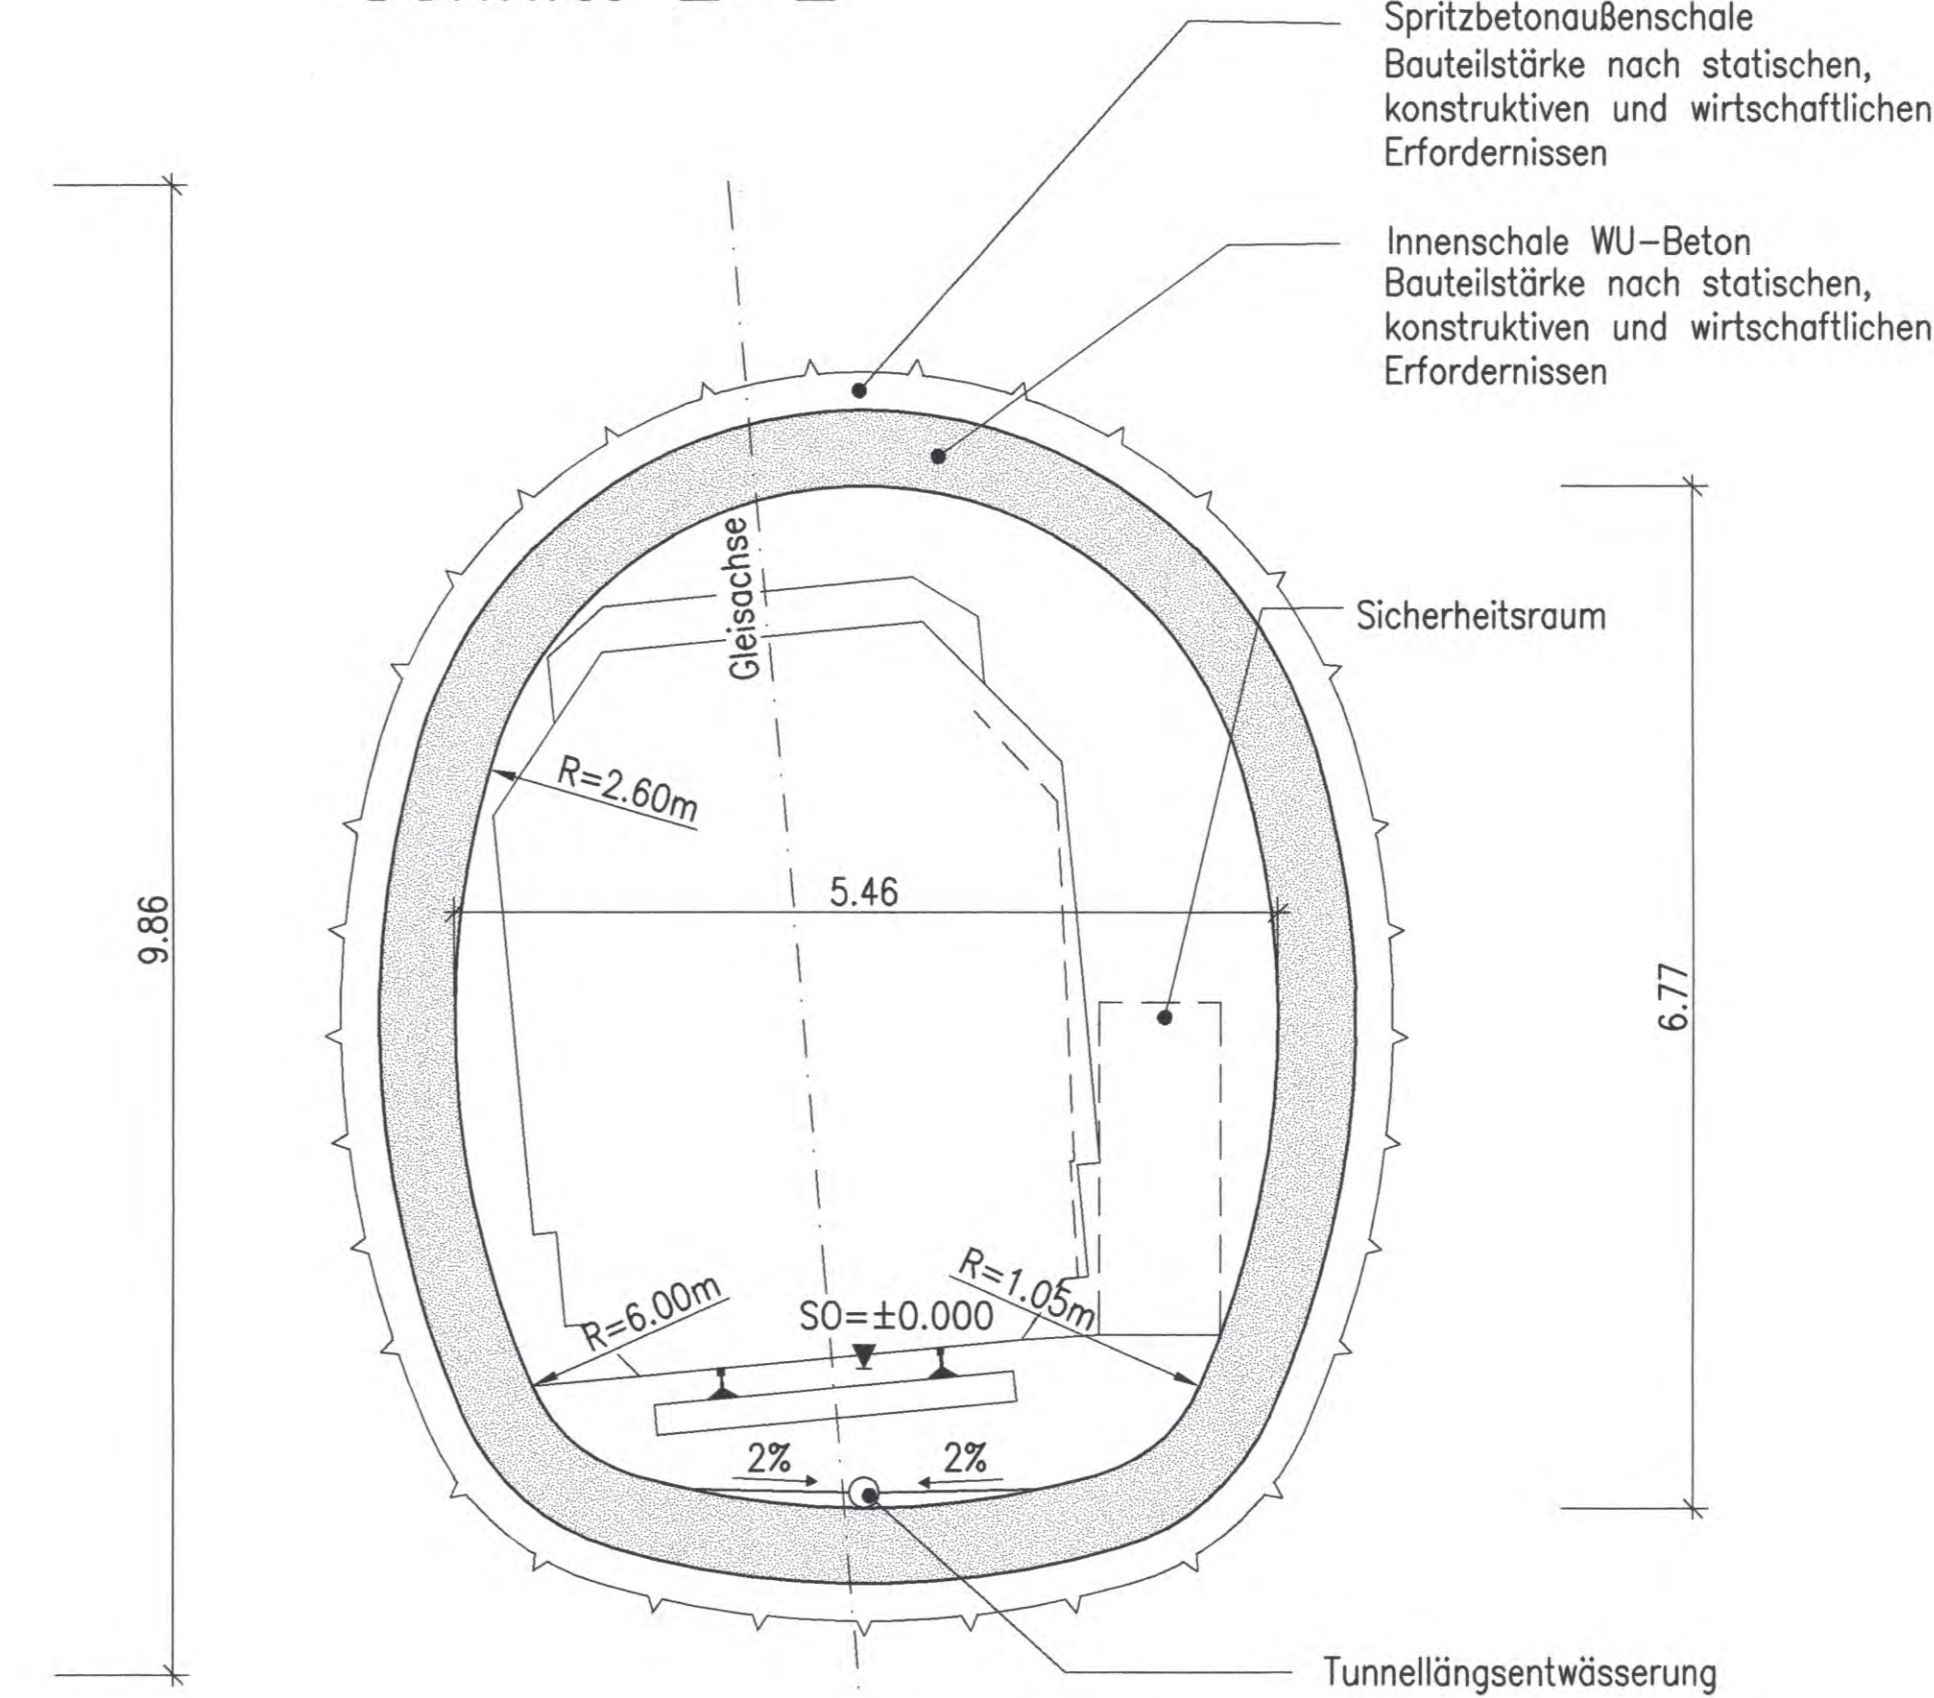 Spritzbetonaußenschale
Bauteilstärke nach statischen,
konstruktiven und wirtschaftlichen
Erfordernissen
Innenschale WU-Beton
Bauteilstärke nach statischen,
konstruktiven und wirtschaftlichen
Erfordernissen
Gleisachse
Sicherheitsraum
R=2.60m
5.46
9.86
6.77
R=6.00m
SO=±0.000
R=1.05m
2%
2%
Tunnellängsentwässerung